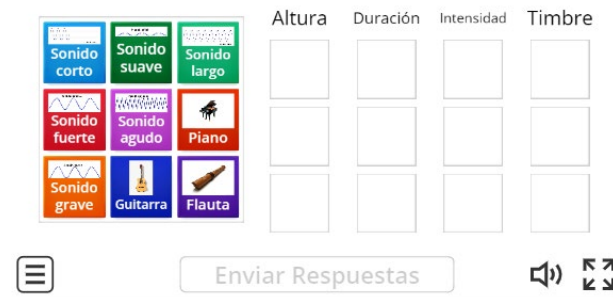 Altura Duración Intensidad Timbre
Sonido
corto
Sonido
suave
Sonido
largo
Sonido
fuerte
Sonido
agudo
Piano
Sonido
grave
Guitarra
Flauta
Enviar Respuestas